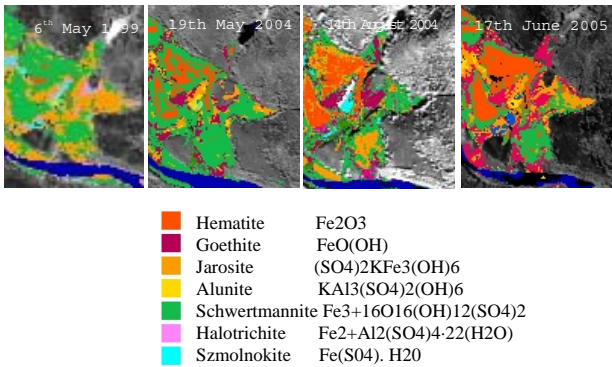 6th May 1999
19th May 2004
14th August 2004
17th June 2005
Hematite Fe2O3
Goethite FeO(OH)
Jarosite (SO4)2KFe3(OH)6
Alunite KAl3(SO4)2(OH)6
Schwertmannite Fe3+16O16(OH)12(SO4)2
Halotrichite Fe2+Al2(SO4)4·22(H2O)
Szmolnokite Fe(S04). H20